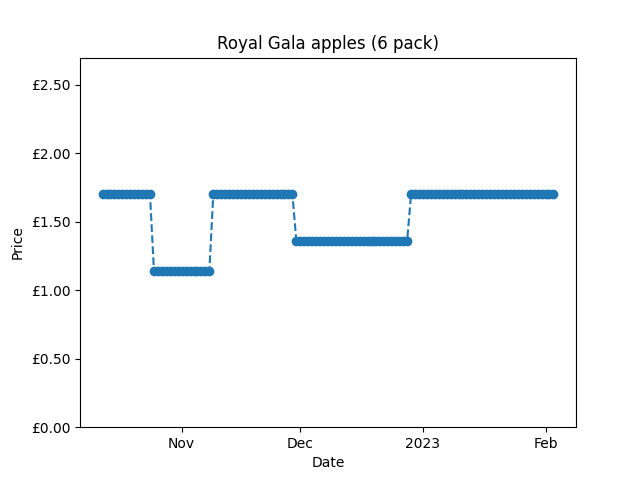 Royal Gala apples (6 pack)
£2.50
£2.00
£1.50
£1.00
£0.50
£0.00
Price
Nov
Dec
2023
Feb
Date